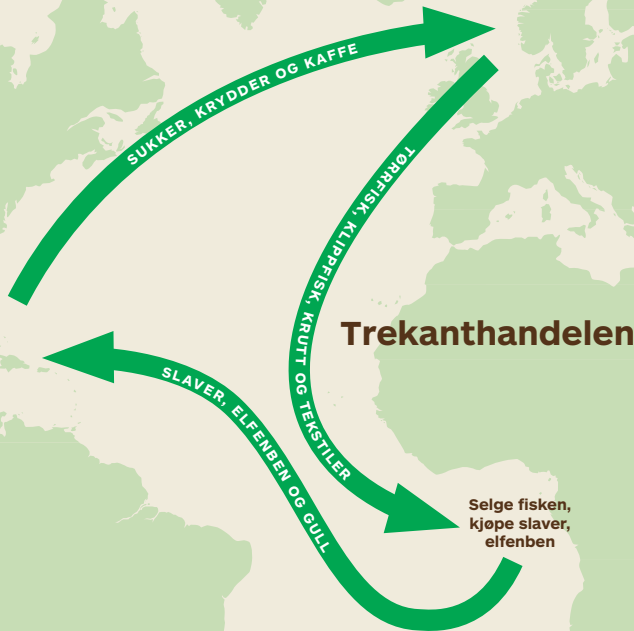 SUKKER, KRYDDER OG KAFFE
TØRRFISK, KLIPPFISK, KRUTT OG TEKSTILER
Trekanthandelen
SLAVER, ELFENBEN OG GULL
Selge fisken,
kjøpe slaver,
elfenben